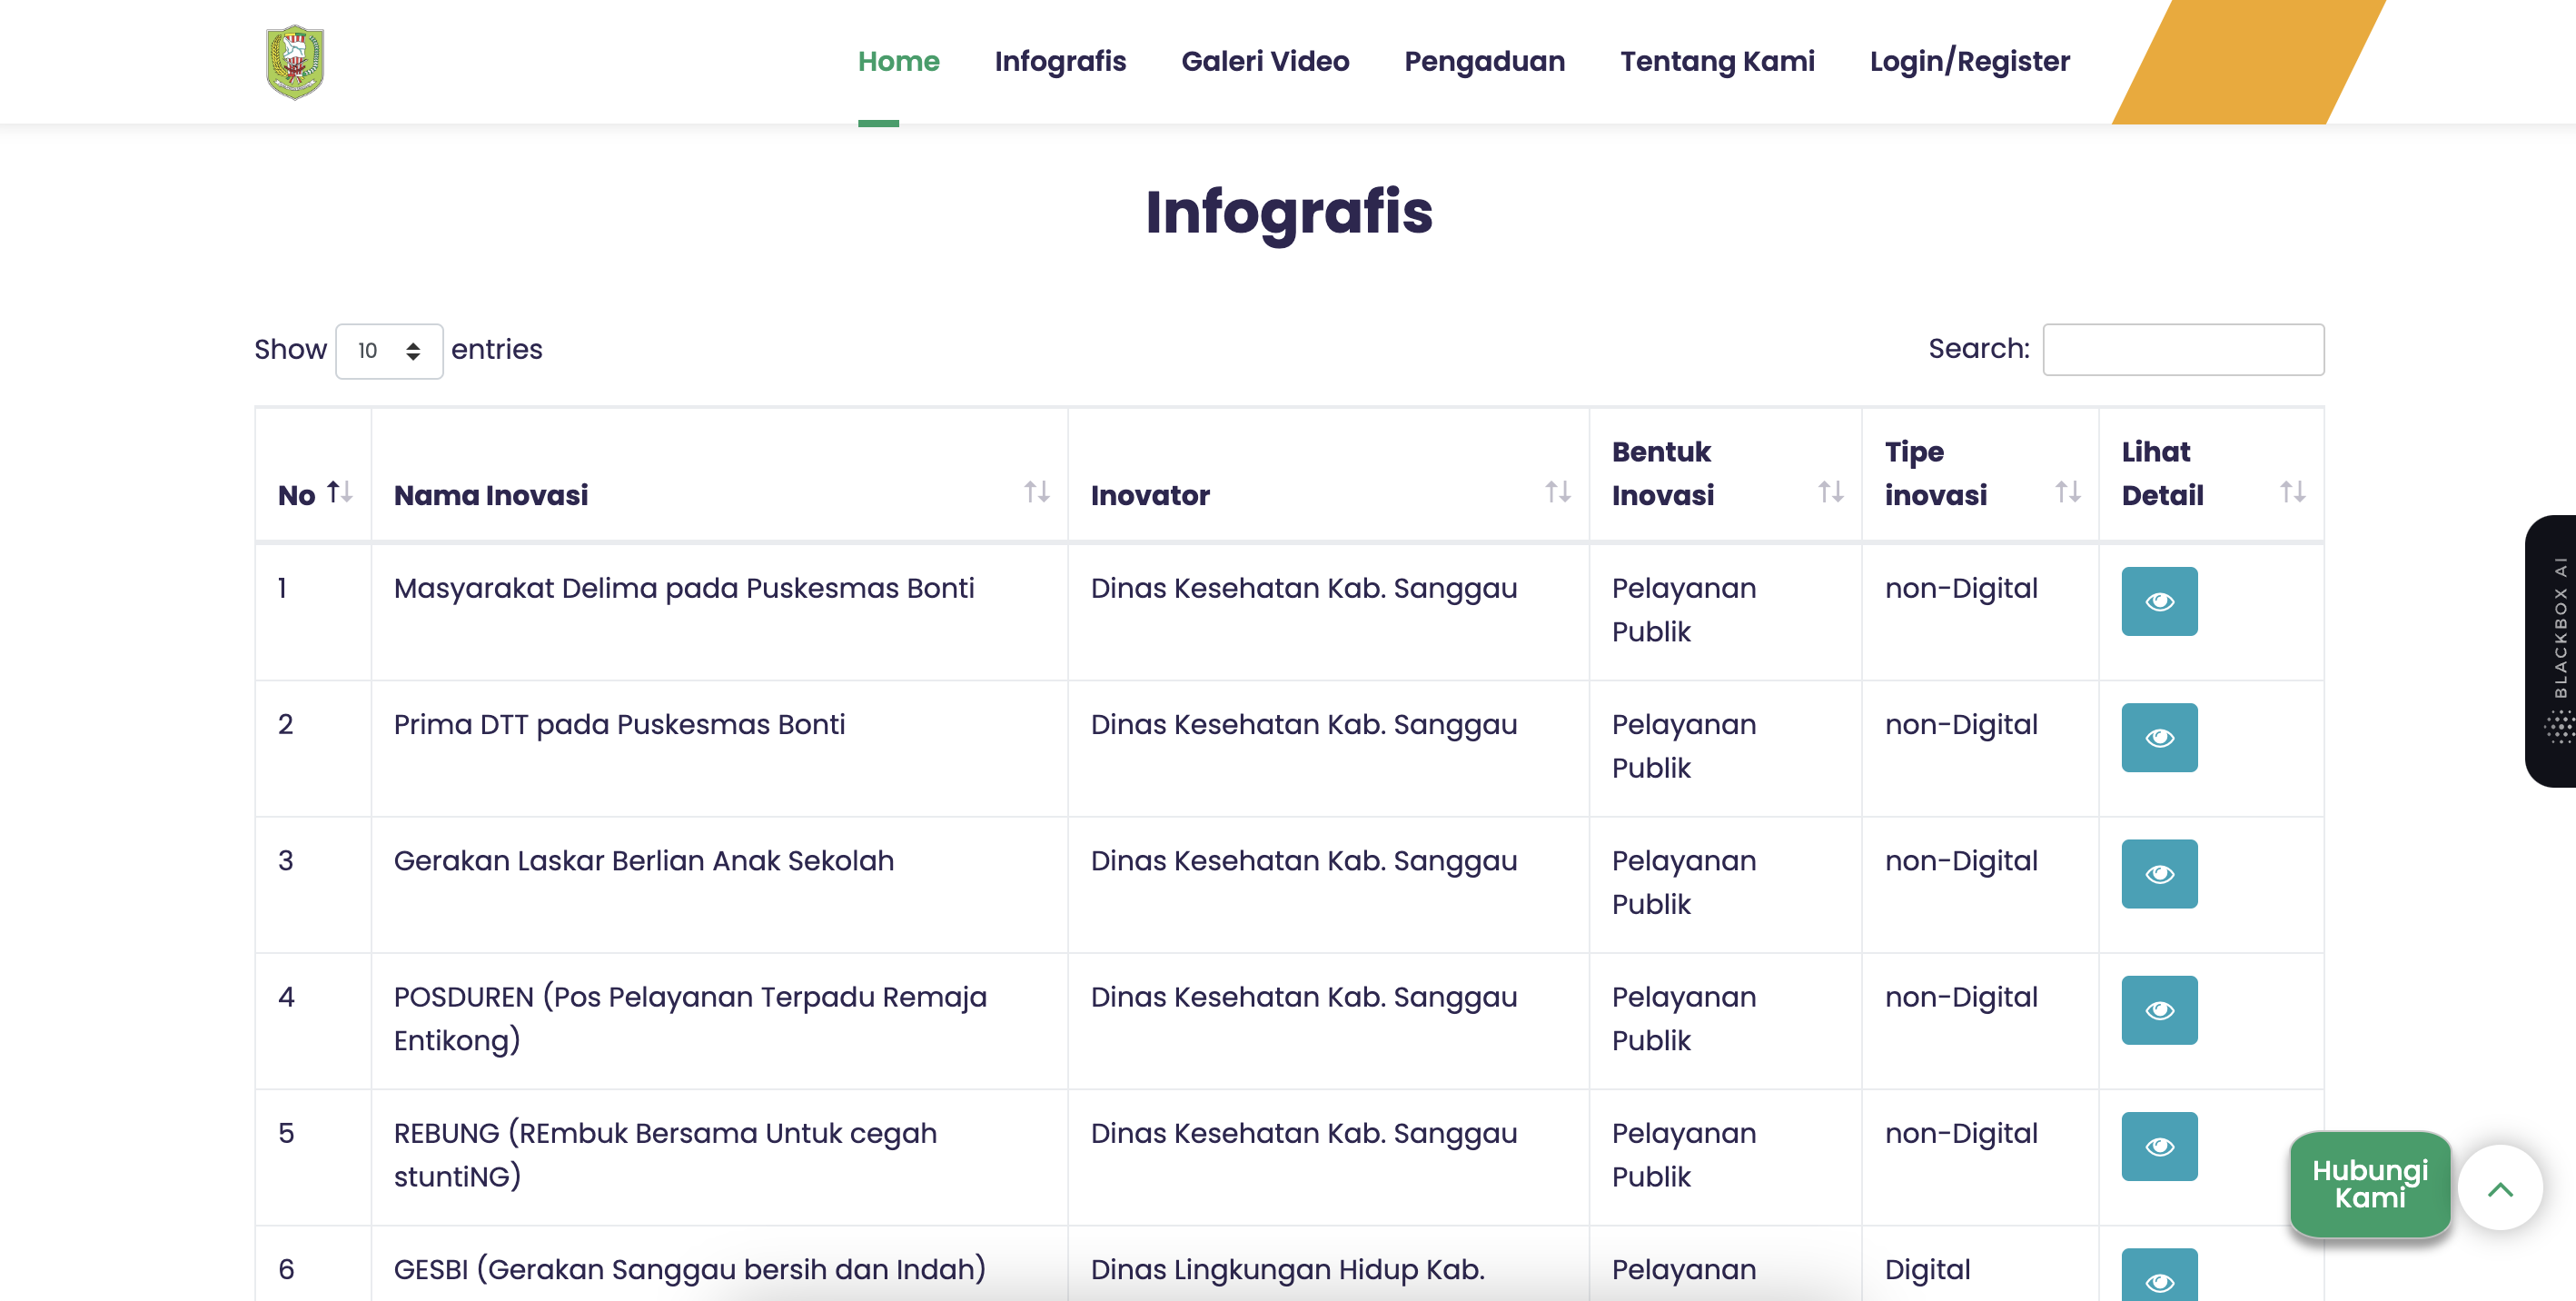 Home Infografis Galeri Video Pengaduan Tentang Kami Login/Register
Infografis
Show 10 entries
Search:
No Nama Inovasi Inovator Bentuk Inovasi Tipe inovasi Lihat Detail
1 Masyarakat Delima pada Puskesmas Bonti Dinas Kesehatan Kab. Sanggau Pelayanan Publik non-Digital
2 Prima DTT pada Puskesmas Bonti Dinas Kesehatan Kab. Sanggau Pelayanan Publik non-Digital
3 Gerakan Laskar Berlian Anak Sekolah Dinas Kesehatan Kab. Sanggau Pelayanan Publik non-Digital
4 POSDUREN (Pos Pelayanan Terpadu Remaja Entikong) Dinas Kesehatan Kab. Sanggau Pelayanan Publik non-Digital
5 REBUNG (REmbuk Bersama Untuk cegah stuntiNG) Dinas Kesehatan Kab. Sanggau Pelayanan Publik non-Digital
6 GESBI (Gerakan Sanggau bersih dan Indah) Dinas Lingkungan Hidup Kab. Pelayanan Digital
BLACKBOX AI
Hubungi
Kami